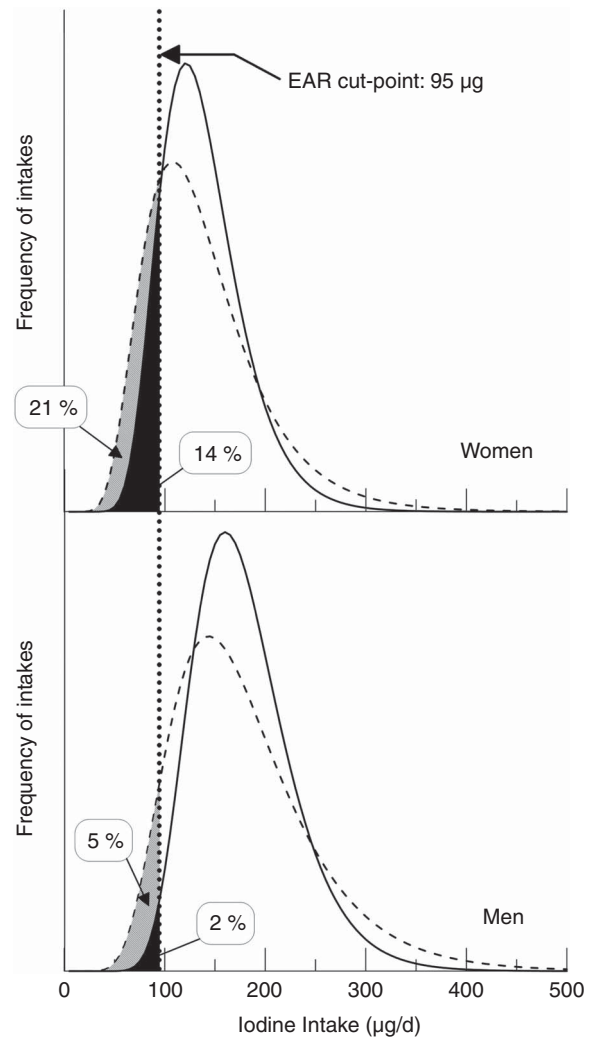 EAR cut-point: 95 µg
Frequency of intakes
21 %
14 %
Women
Frequency of intakes
5 %
2 %
Men
0 100 200 300 400 500
Iodine Intake (µg/d)